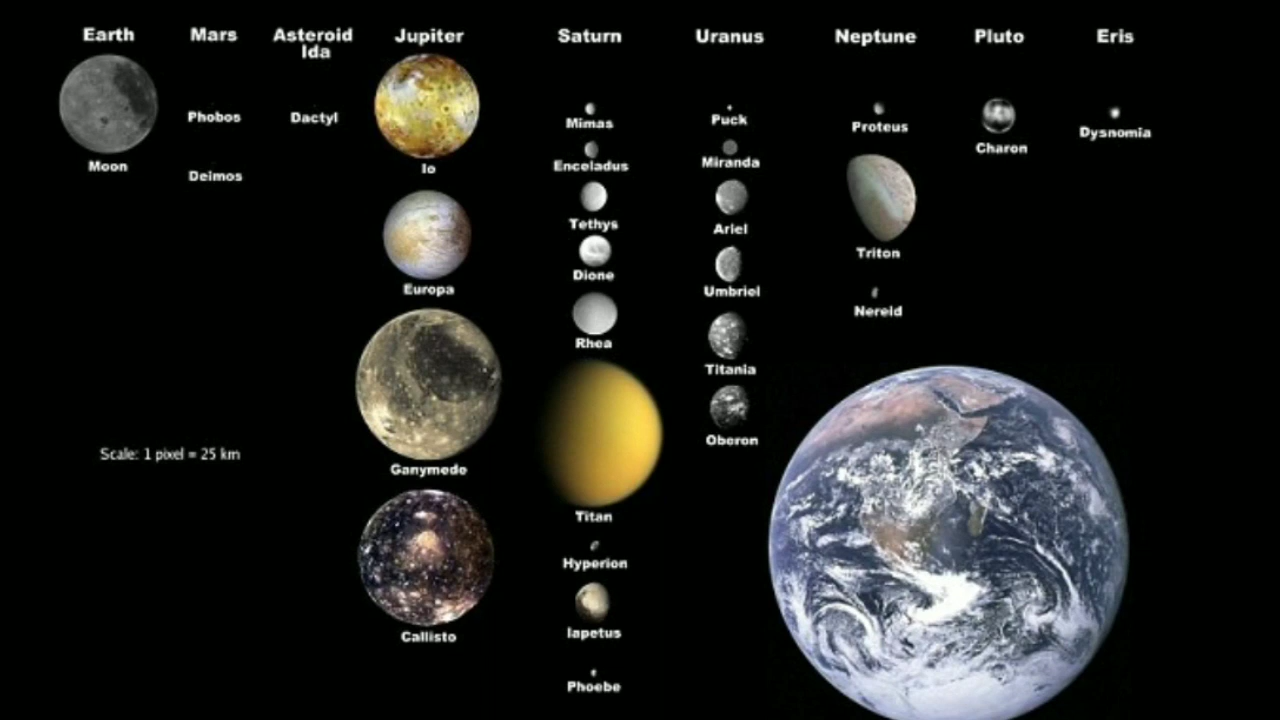 Earth
Mars
Asteroid
Ida
Jupiter
Saturn
Uranus
Neptune
Pluto
Eris
Moon
Phobos
Deimos
Dactyl
Io
Europa
Ganymede
Callisto
Mimas
Enceladus
Tethys
Dione
Rhea
Titan
Hyperion
Iapetus
Phoebe
Puck
Miranda
Ariel
Umbriel
Titania
Oberon
Proteus
Triton
Nereid
Charon
Dysnomia
Scale: 1 pixel = 25 km